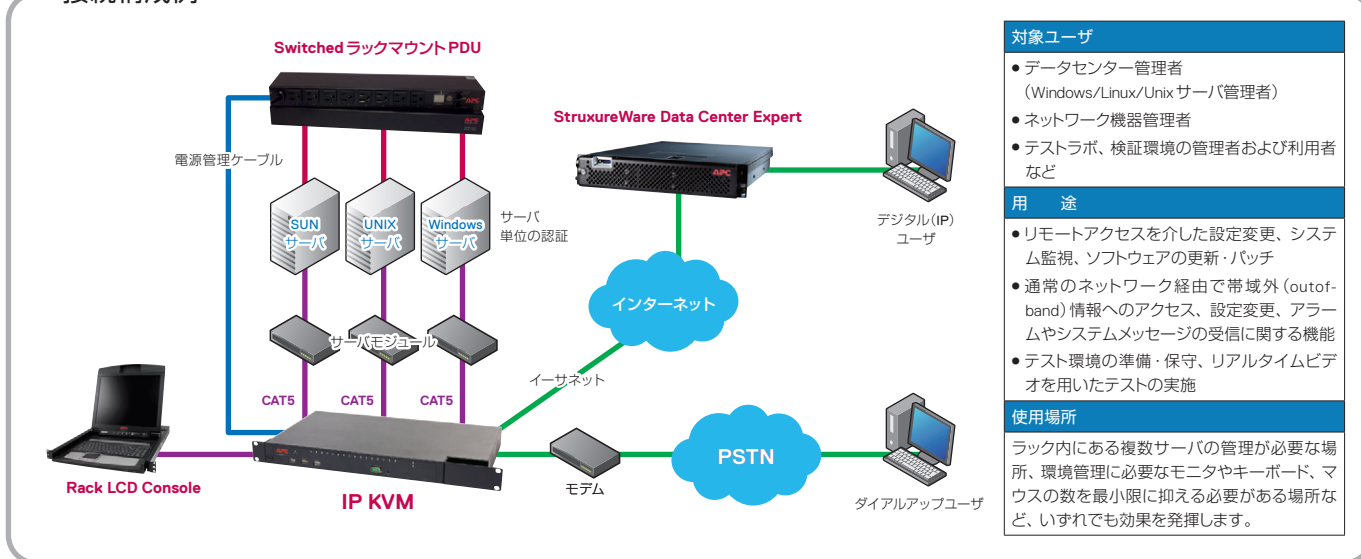 Switched ラックマウント PDU
APC
APC
電源管理ケーブル
SUN
サーバ
UNIX
サーバ
Windows
サーバ
サーバ
単位の認証
サーバモジュール
CAT5
CAT5
CAT5
Rack LCD Console
APC
IP KVM
StruxureWare Data Center Expert
APC
デジタル(IP)
ユーザ
インターネット
イーサネット
モデム
PSTN
ダイアルアップユーザ
対象ユーザ
● データセンター管理者
(Windows/Linux/Unix サーバ管理者)
● ネットワーク機器管理者
● テストラボ、検証環境の管理者および利用者
など
用 途
● リモートアクセスを介した設定変更、システ
ム監視、ソフトウェアの更新・パッチ
● 通常のネットワーク経由で帯域外(outof-
band)情報へのアクセス、設定変更、アラー
ムやシステムメッセージの受信に関する機能
● テスト環境の準備・保守、リアルタイムビデ
オを用いたテストの実施
使用場所
ラック内にある複数サーバの管理が必要な場
所、環境管理に必要なモニタやキーボード、マ
ウスの数を最小限に抑える必要がある場所な
ど、いずれでも効果を発揮します。